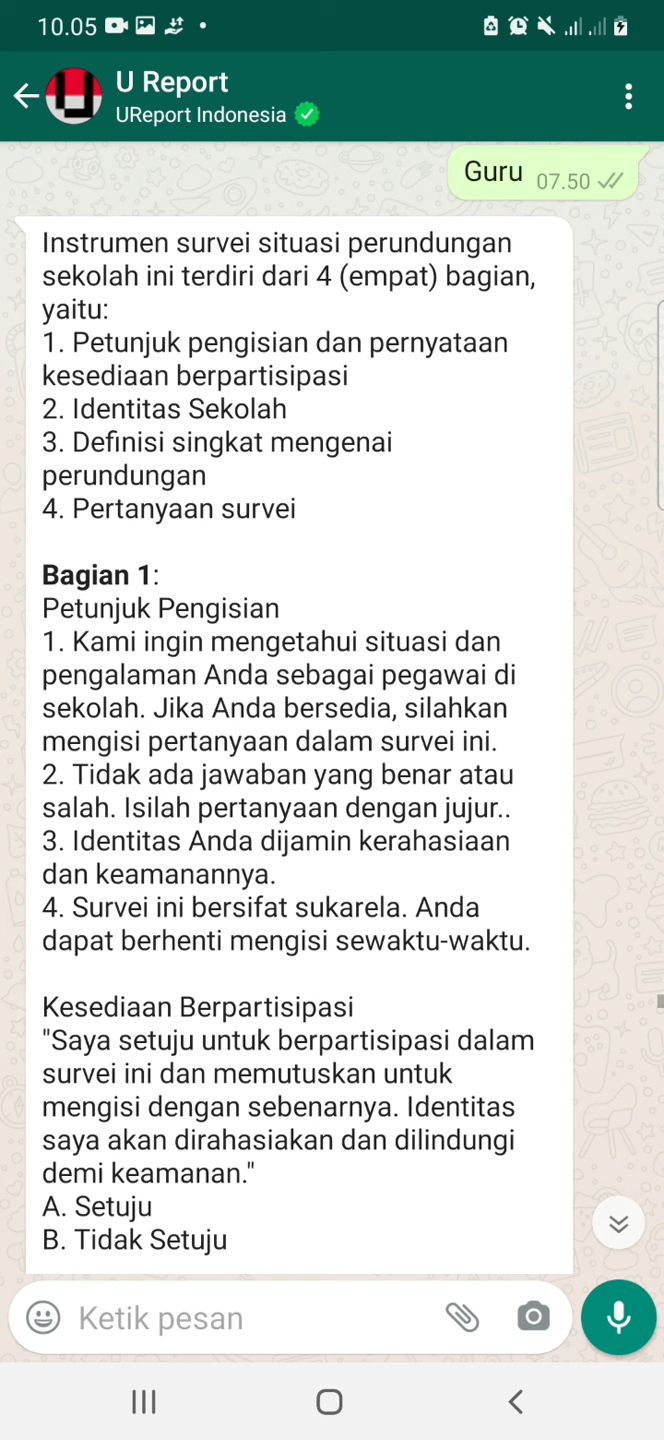 10.05
U Report
UReport Indonesia
Guru 07.50
Instrumen survei situasi perundungan
sekolah ini terdiri dari 4 (empat) bagian,
yaitu:
1. Petunjuk pengisian dan pernyataan
kesediaan berpartisipasi
2. Identitas Sekolah
3. Definisi singkat mengenai
perundungan
4. Pertanyaan survei
Bagian 1:
Petunjuk Pengisian
1. Kami ingin mengetahui situasi dan
pengalaman Anda sebagai pegawai di
sekolah. Jika Anda bersedia, silahkan
mengisi pertanyaan dalam survei ini.
2. Tidak ada jawaban yang benar atau
salah. Isilah pertanyaan dengan jujur..
3. Identitas Anda dijamin kerahasiaan
dan keamanannya.
4. Survei ini bersifat sukarela. Anda
dapat berhenti mengisi sewaktu-waktu.
Kesediaan Berpartisipasi
"Saya setuju untuk berpartisipasi dalam
survei ini dan memutuskan untuk
mengisi dengan sebenarnya. Identitas
saya akan dirahasiakan dan dilindungi
demi keamanan."
A. Setuju
B. Tidak Setuju
Ketik pesan